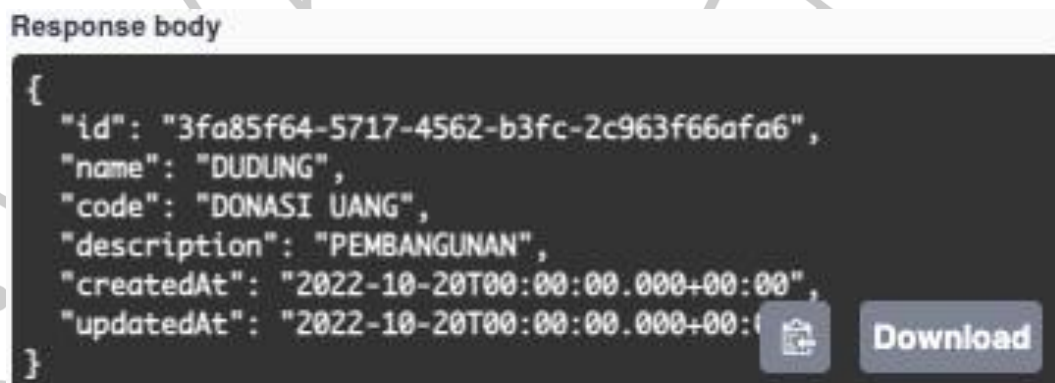 Response body
{
"id": "3fa85f64-5717-4562-b3fc-2c963f66afa6",
"name": "DUDUNG",
"code": "DONASI UANG",
"description": "PEMBANGUNAN",
"createdAt": "2022-10-20T00:00:00.000+00:00",
"updatedAt": "2022-10-20T00:00:00.000+00:
Download
}